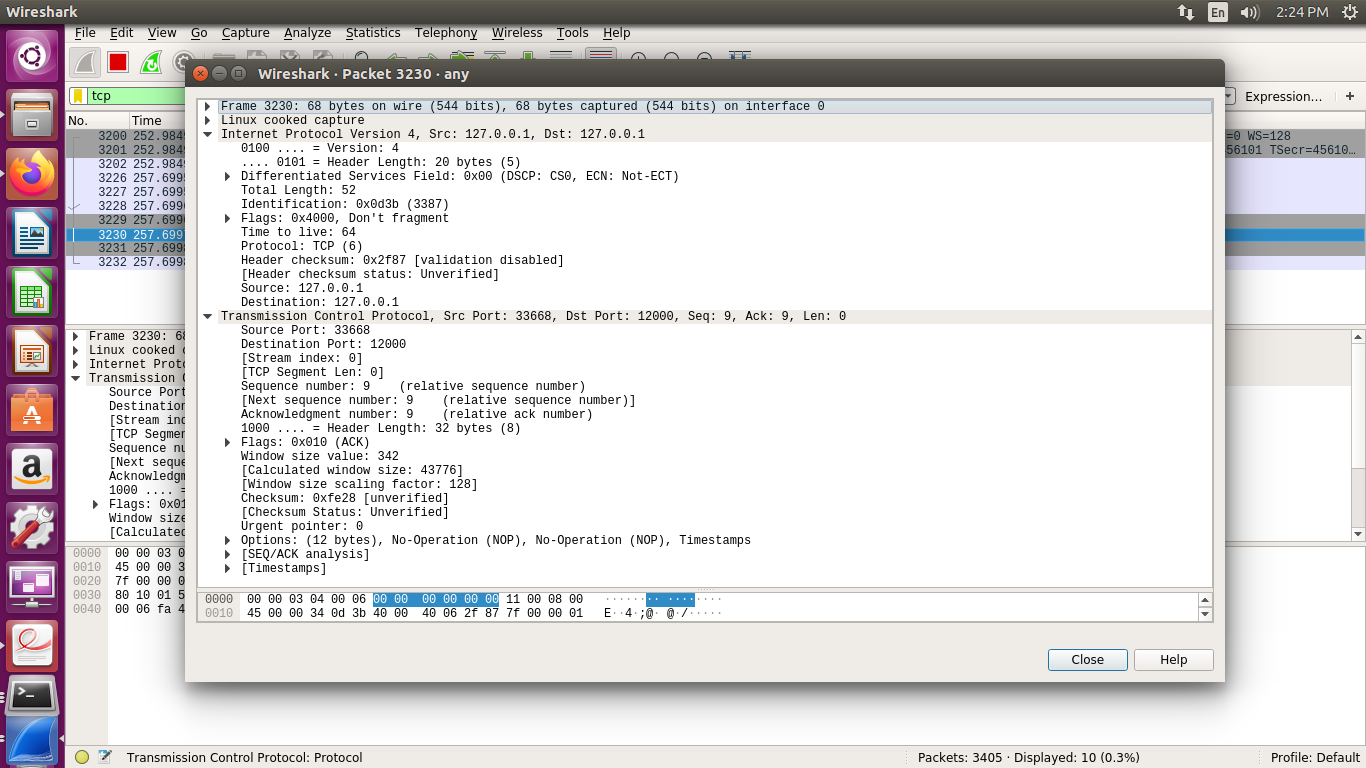 Wireshark
En
2:24 PM
File Edit View Go Capture Analyze Statistics Telephony Wireless Tools Help
Wireshark · Packet 3230 · any
tcp
Expression…
+
No. Time
3200 252.9849
3201 252.9849
3202 252.9849
3226 257.6995
3227 257.6995
3228 257.6996
3229 257.6996
3230 257.6997
3231 257.6998
3232 257.6998
=0 WS=128
56101 TSecr=45610…
Frame 3230: 68 bytes on wire (544 bits), 68 bytes captured (544 bits) on interface 0
Linux cooked capture
Internet Protocol Version 4, Src: 127.0.0.1, Dst: 127.0.0.1
0100 .... = Version: 4
.... 0101 = Header Length: 20 bytes (5)
Differentiated Services Field: 0x00 (DSCP: CS0, ECN: Not-ECT)
Total Length: 52
Identification: 0x0d3b (3387)
Flags: 0x4000, Don't fragment
Time to live: 64
Protocol: TCP (6)
Header checksum: 0x2f87 [validation disabled]
[Header checksum status: Unverified]
Source: 127.0.0.1
Destination: 127.0.0.1
Transmission Control Protocol, Src Port: 33668, Dst Port: 12000, Seq: 9, Ack: 9, Len: 0
Source Port: 33668
Destination Port: 12000
[Stream index: 0]
[TCP Segment Len: 0]
Sequence number: 9 (relative sequence number)
[Next sequence number: 9 (relative sequence number)]
Acknowledgment number: 9 (relative ack number)
1000 .... = Header Length: 32 bytes (8)
Flags: 0x010 (ACK)
Window size value: 342
[Calculated window size: 43776]
[Window size scaling factor: 128]
Checksum: 0xfe28 [unverified]
[Checksum Status: Unverified]
Urgent pointer: 0
Options: (12 bytes), No-Operation (NOP), No-Operation (NOP), Timestamps
[SEQ/ACK analysis]
[Timestamps]
0000 00 00 03 04 00 06 00 00 00 00 00 00 11 00 08 00 ········ ········
0010 45 00 00 34 0d 3b 40 00 40 06 2f 87 7f 00 00 01 E··4·;@· @·/·····
Close
Help
Frame 3230: 68
Linux cooked c
Internet Proto
Transmission C
Source Port
Destination
[Stream ind
[TCP Segmen
Sequence nu
[Next seque
Acknowledgm
1000 .... =
Flags: 0x01
Window size
[Calculated
0000 00 00 03 0
0010 45 00 00 3
0020 7f 00 00 0
0030 80 10 01 5
0040 00 06 fa 4
Transmission Control Protocol: Protocol
Packets: 3405 · Displayed: 10 (0.3%)
Profile: Default